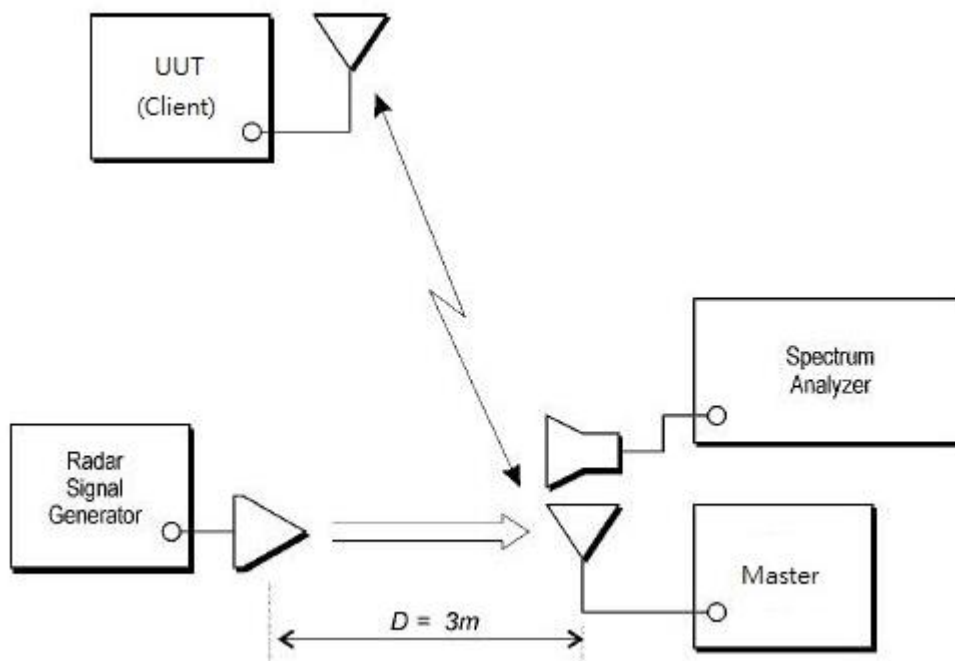 UUT
(Client)
Spectrum
Analyzer
Radar
Signal
Generator
Master
D = 3m